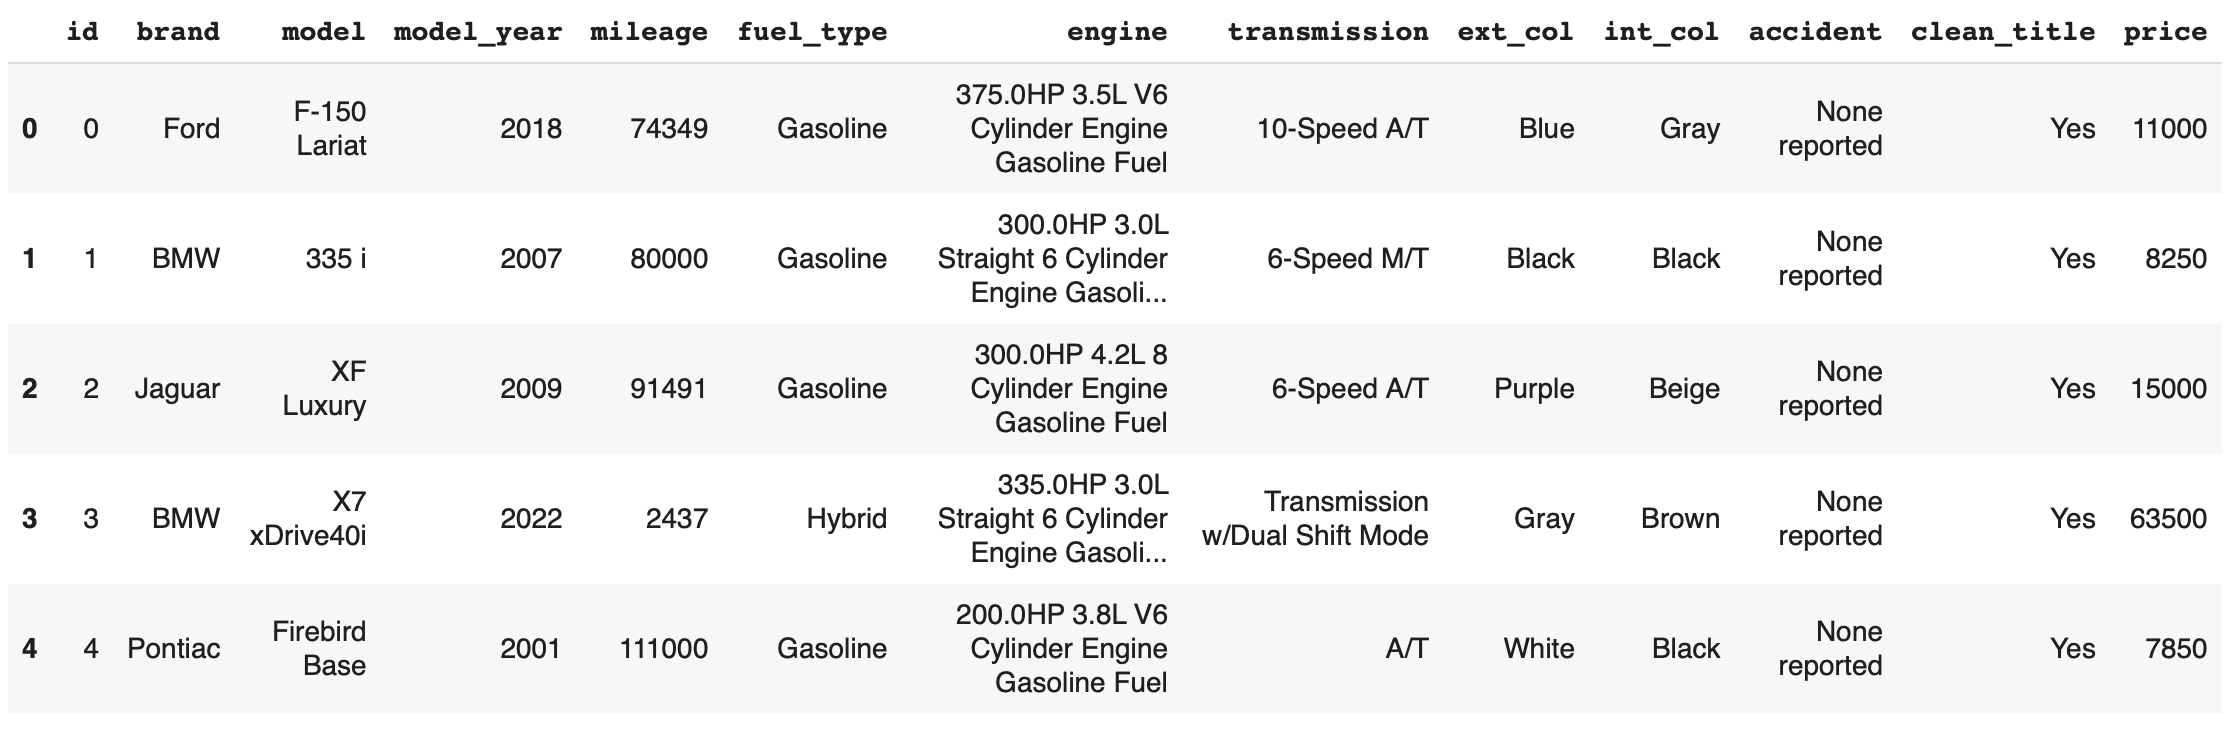 id brand model model_year mileage fuel_type engine transmission ext_col int_col accident clean_title price
0 0 Ford F-150 Lariat 2018 74349 Gasoline 375.0HP 3.5L V6 Cylinder Engine Gasoline Fuel 10-Speed A/T Blue Gray None reported Yes 11000
1 1 BMW 335 i 2007 80000 Gasoline 300.0HP 3.0L Straight 6 Cylinder Engine Gasoli... 6-Speed M/T Black Black None reported Yes 8250
2 2 Jaguar XF Luxury 2009 91491 Gasoline 300.0HP 4.2L 8 Cylinder Engine Gasoline Fuel 6-Speed A/T Purple Beige None reported Yes 15000
3 3 BMW X7 xDrive40i 2022 2437 Hybrid 335.0HP 3.0L Straight 6 Cylinder Engine Gasoli... Transmission w/Dual Shift Mode Gray Brown None reported Yes 63500
4 4 Pontiac Firebird Base 2001 111000 Gasoline 200.0HP 3.8L V6 Cylinder Engine Gasoline Fuel A/T White Black None reported Yes 7850